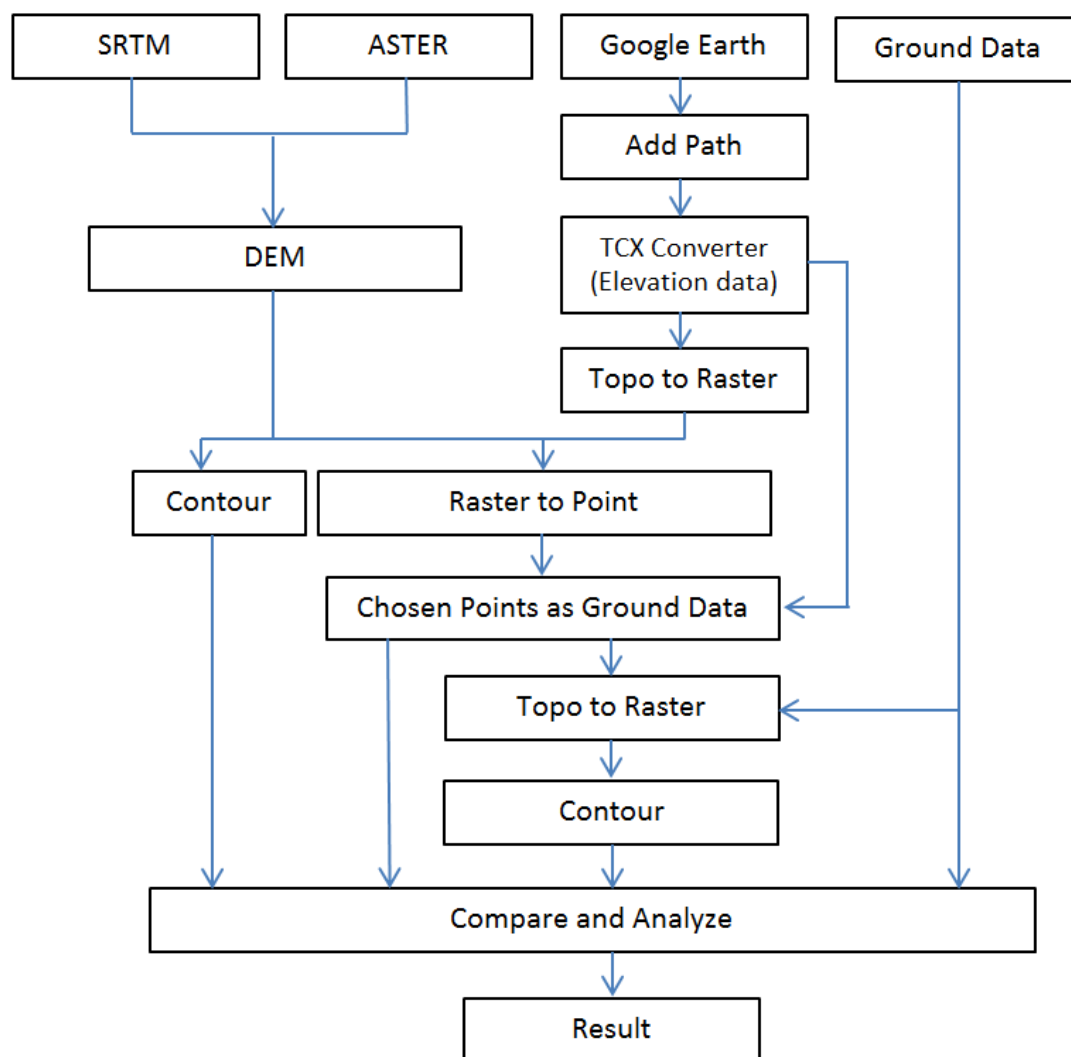 SRTM
ASTER
Google Earth
Ground Data
Add Path
DEM
TCX Converter
(Elevation data)
Topo to Raster
Contour
Raster to Point
Chosen Points as Ground Data
Topo to Raster
Contour
Compare and Analyze
Result